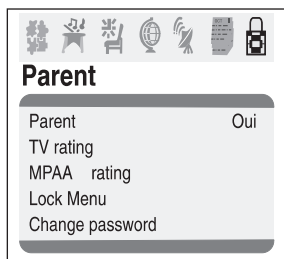 Parent
Parent Oui
TV rating
MPAA rating
Lock Menu
Change password